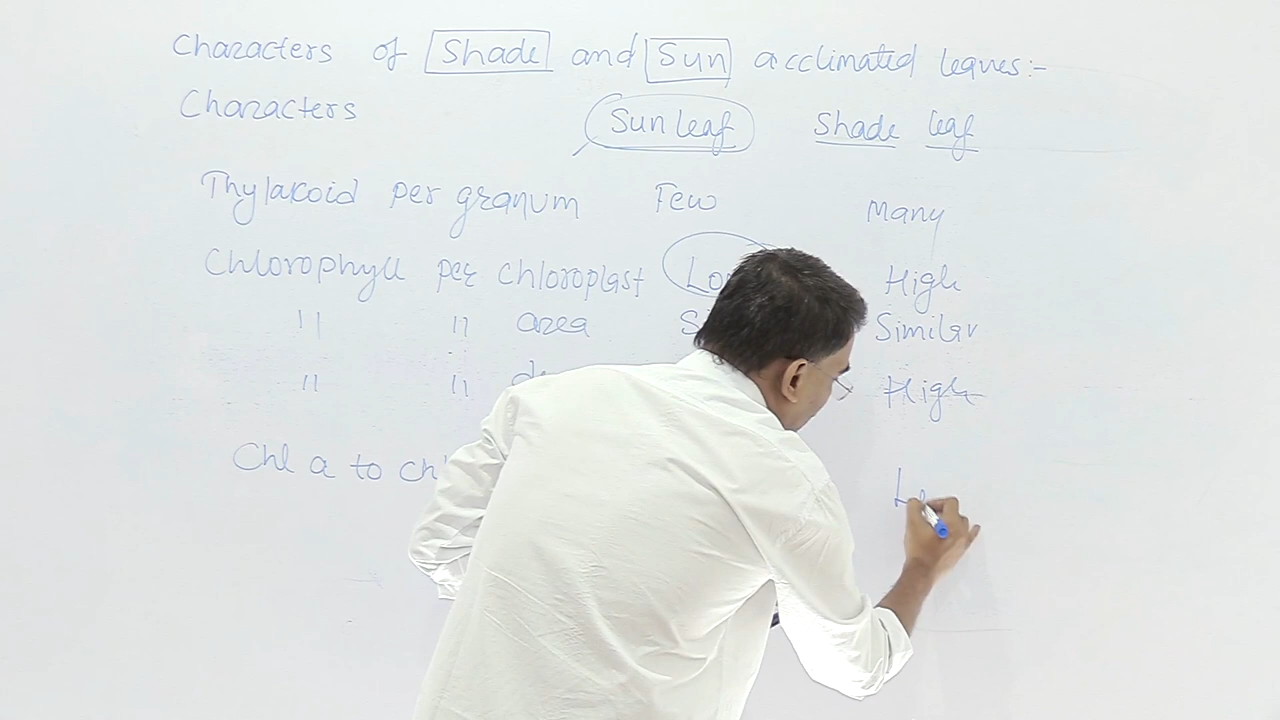 Characters of Shade and Sun acclimated leaves:-
Characters Sun leaf Shade leaf
Thylakoid per granum Few Many
Chlorophyll per chloroplast High
" " area Similar
" " High
Chl a to